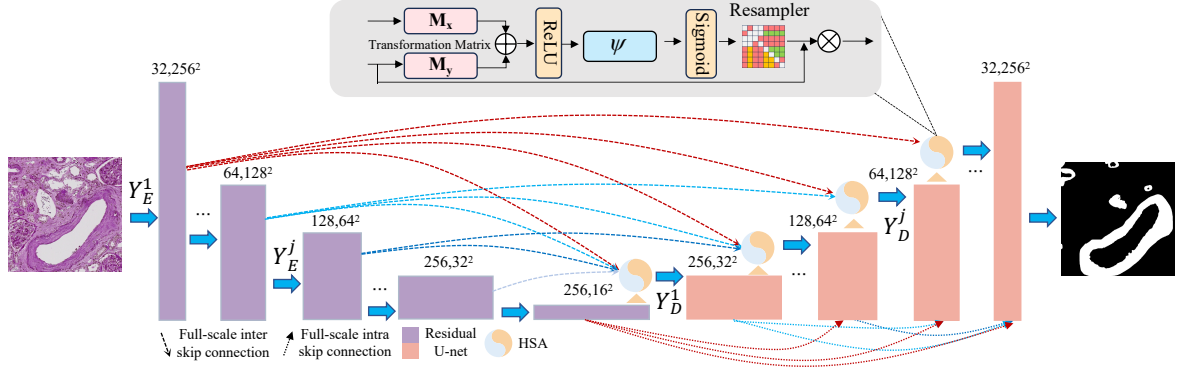 Resampler
M_x
Transformation Matrix
M_y
ReLU
ψ
Sigmoid
32,256²
32,256²
Y_E^1
...
64,128²
Y_E^j
128,64²
...
256,32²
256,16²
Y_D^1
256,32²
...
128,64²
Y_D^j
64,128²
...
Full-scale inter
skip connection
Full-scale intra
skip connection
Residual
U-net
HSA